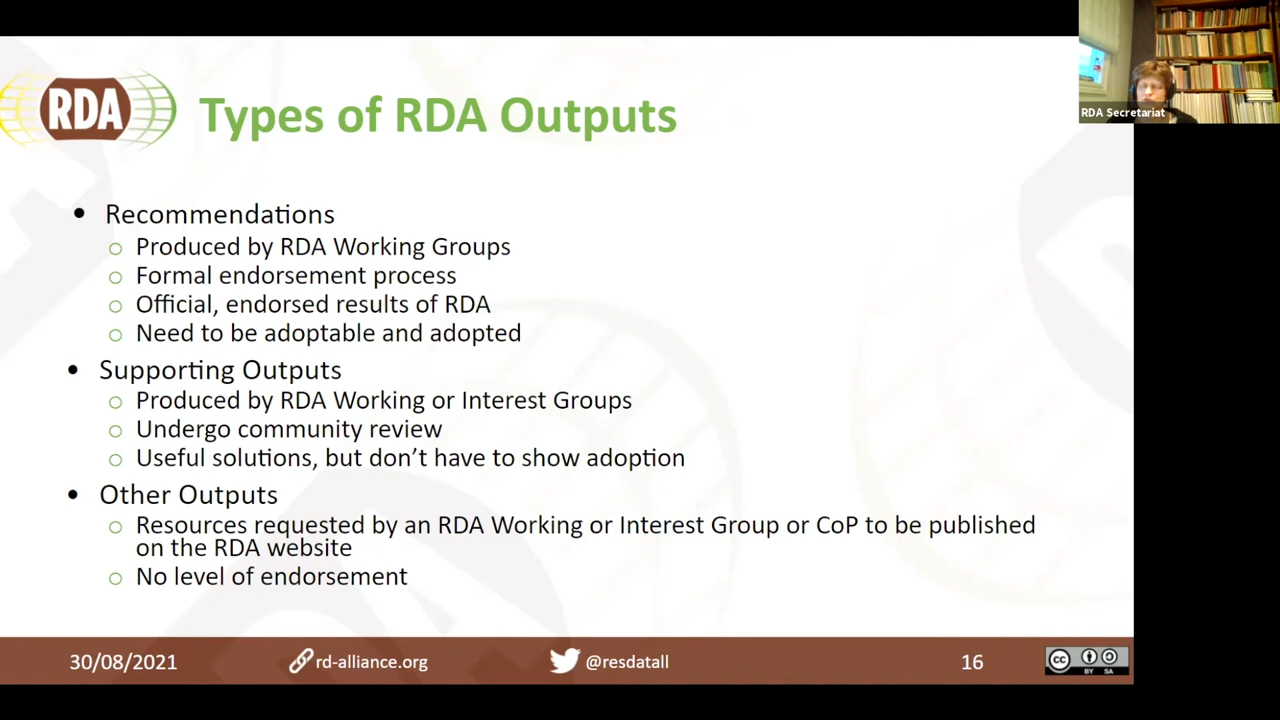 RDA
Types of RDA Outputs
RDA Secretariat
• Recommendations
o Produced by RDA Working Groups
o Formal endorsement process
o Official, endorsed results of RDA
o Need to be adoptable and adopted
• Supporting Outputs
o Produced by RDA Working or Interest Groups
o Undergo community review
o Useful solutions, but don’t have to show adoption
• Other Outputs
o Resources requested by an RDA Working or Interest Group or CoP to be published
on the RDA website
o No level of endorsement
30/08/2021
rd-alliance.org
@resdatall
16
cc
BY SA